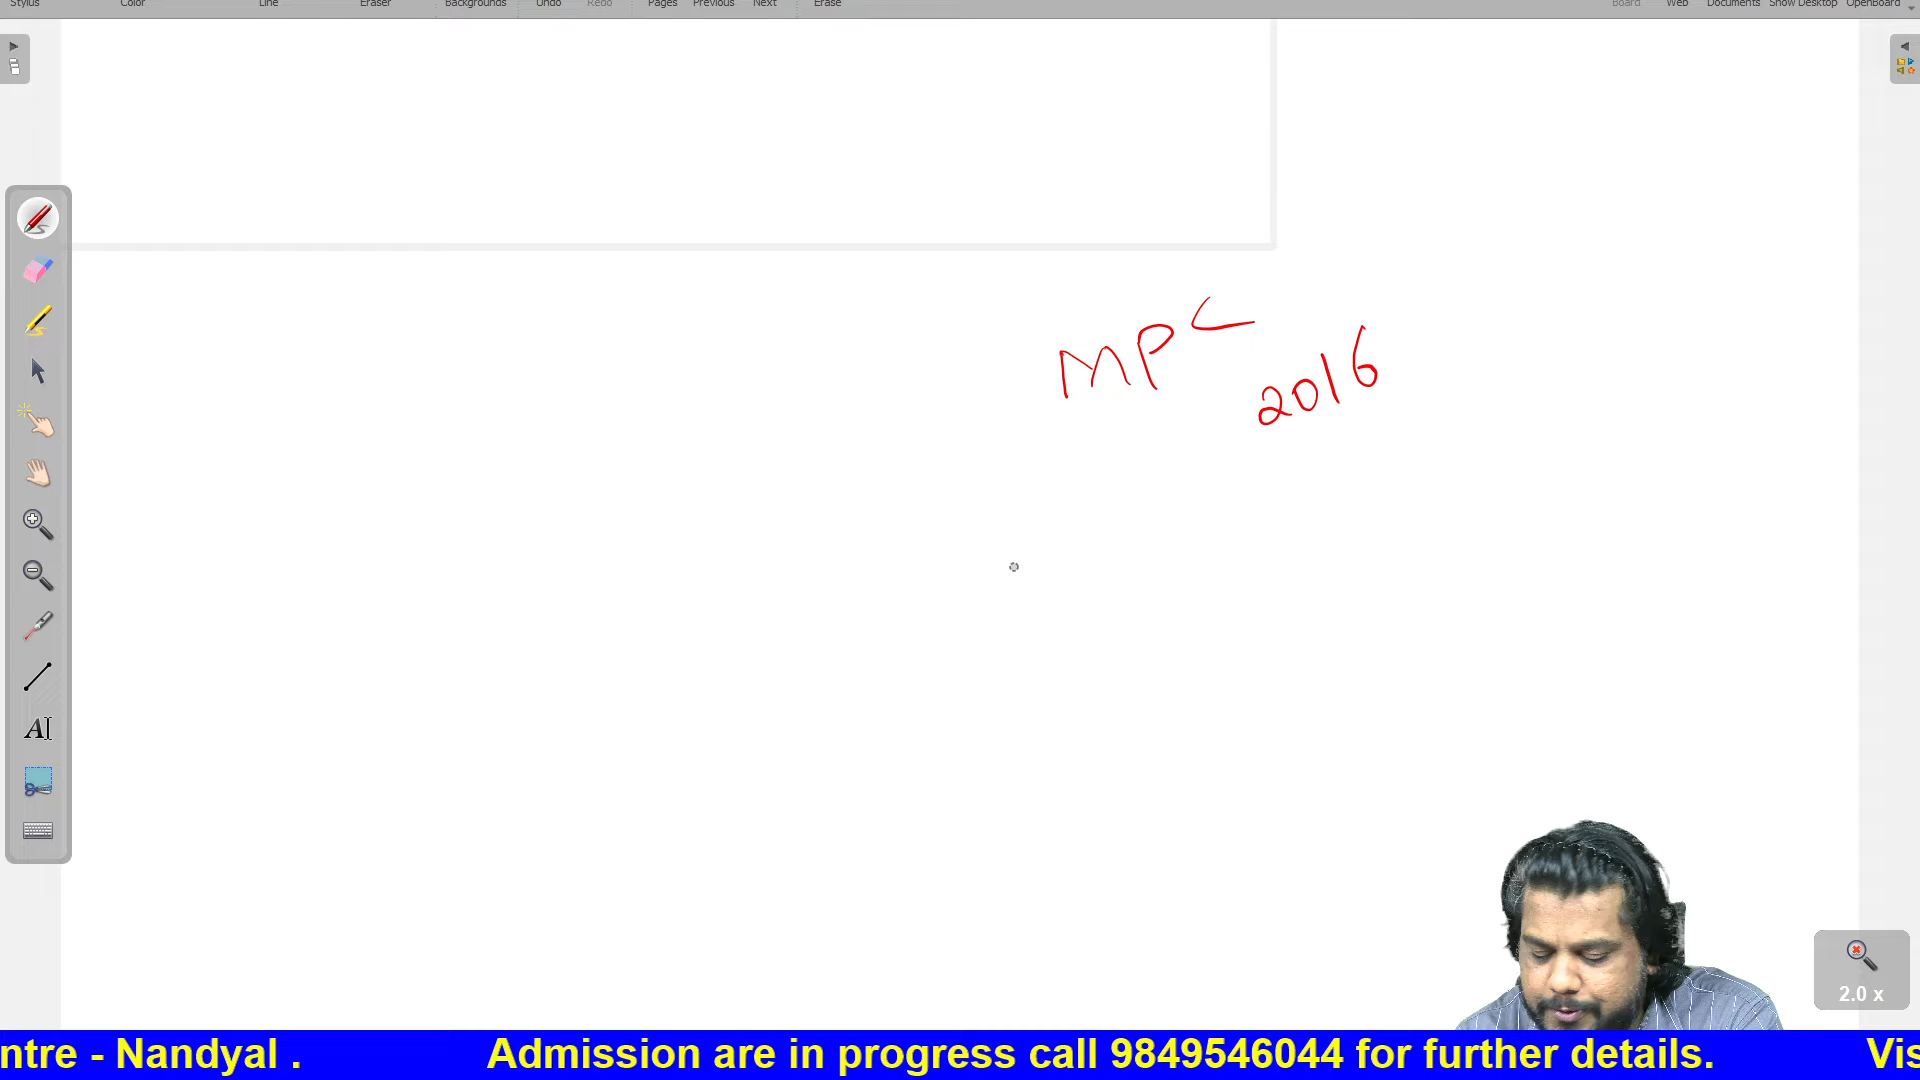 Stylus Color Line Eraser Backgrounds Undo Redo Pages Previous Next Erase Board Web Documents Show Desktop OpenBoard
MPC
2016
AI
2.0 x
ntre - Nandyal . Admission are in progress call 9849546044 for further details. Vis